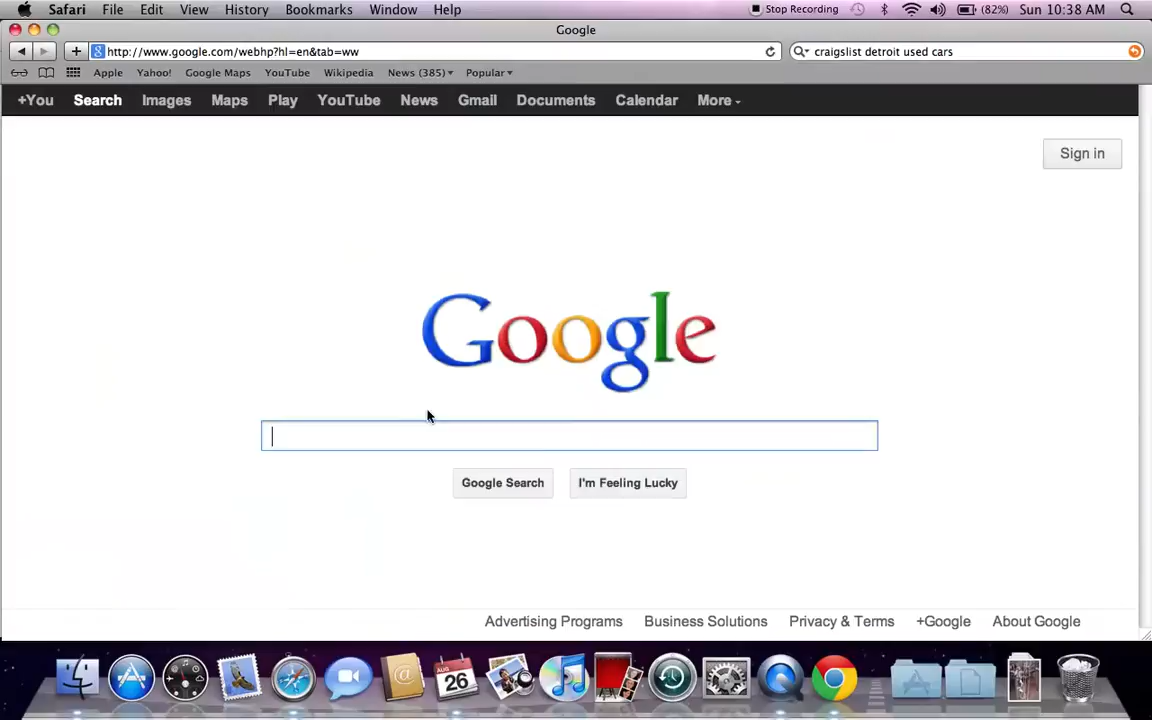 Safari File Edit View History Bookmarks Window Help Stop Recording (82%) Sun 10:38 AM
Google
http://www.google.com/webhp?hl=en&tab=ww craigslist detroit used cars
Apple Yahoo! Google Maps YouTube Wikipedia News (385) Popular
+You Search Images Maps Play YouTube News Gmail Documents Calendar More
Sign in
Google
Google Search I'm Feeling Lucky
Advertising Programs Business Solutions Privacy & Terms +Google About Google
AUG
26